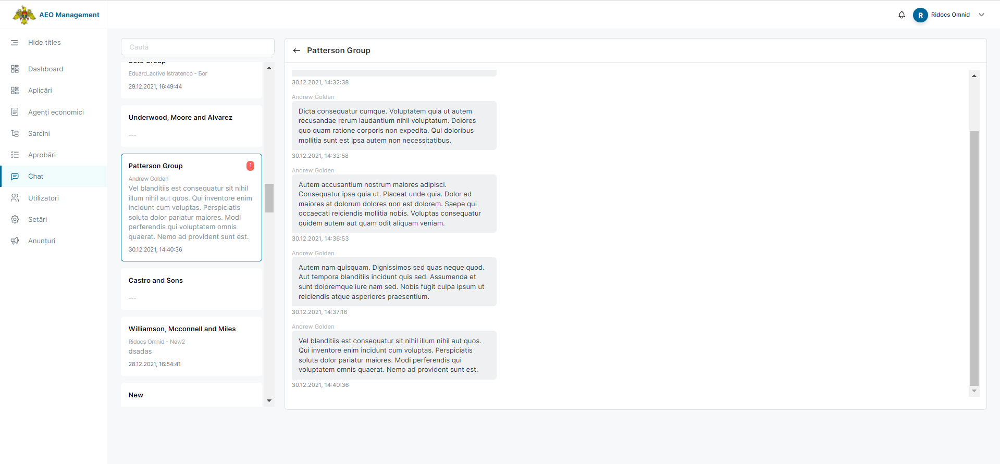 AEO Management
R
Ridocs Omnid
Hide titles
Dashboard
Aplicări
Agenți economici
Sarcini
Aprobări
Chat
Utilizatori
Setări
Anunțuri
Caută
Soto Group
Eduard_active Istratenco - Бог
29.12.2021, 16:49:44
Underwood, Moore and Alvarez
---
Patterson Group
1
Andrew Golden
Vel blanditiis est consequatur sit nihil
illum nihil aut quos. Qui inventore enim
incidunt cum voluptas. Perspiciatis
soluta dolor pariatur maiores. Modi
perferendis qui voluptatem omnis
quaerat. Nemo ad provident sunt est.
30.12.2021, 14:40:36
Castro and Sons
---
Williamson, Mcconnell and Miles
Ridocs Omnid - New2
dsadas
28.12.2021, 16:54:41
New
Patterson Group
30.12.2021, 14:32:38
Andrew Golden
Dicta consequatur cumque. Voluptatem quia ut autem
recusandae rerum laudantium nihil voluptatum. Dolores
quo quam ratione corporis non expedita. Qui doloribus
mollitia sunt est ipsa autem non necessitatibus.
30.12.2021, 14:32:58
Andrew Golden
Autem accusantium nostrum maiores adipisci.
Consequatur ipsa quia ut. Placeat unde quia. Dolor ad
maiores at dolorum dolores non est dolorem. Saepe qui
occaecati reiciendis mollitia nobis. Voluptas consequatur
quidem autem aut quam odit aliquam veniam.
30.12.2021, 14:36:53
Andrew Golden
Autem nam quisquam. Dignissimos sed quas neque quod.
Aut tempora blanditiis incidunt quis sed. Assumenda et
sunt doloremque iure nam sed. Nobis fugit culpa ipsum ut
reiciendis atque asperiores praesentium.
30.12.2021, 14:37:16
Andrew Golden
Vel blanditiis est consequatur sit nihil illum nihil aut quos.
Qui inventore enim incidunt cum voluptas. Perspiciatis
soluta dolor pariatur maiores. Modi perferendis qui
voluptatem omnis quaerat. Nemo ad provident sunt est.
30.12.2021, 14:40:36